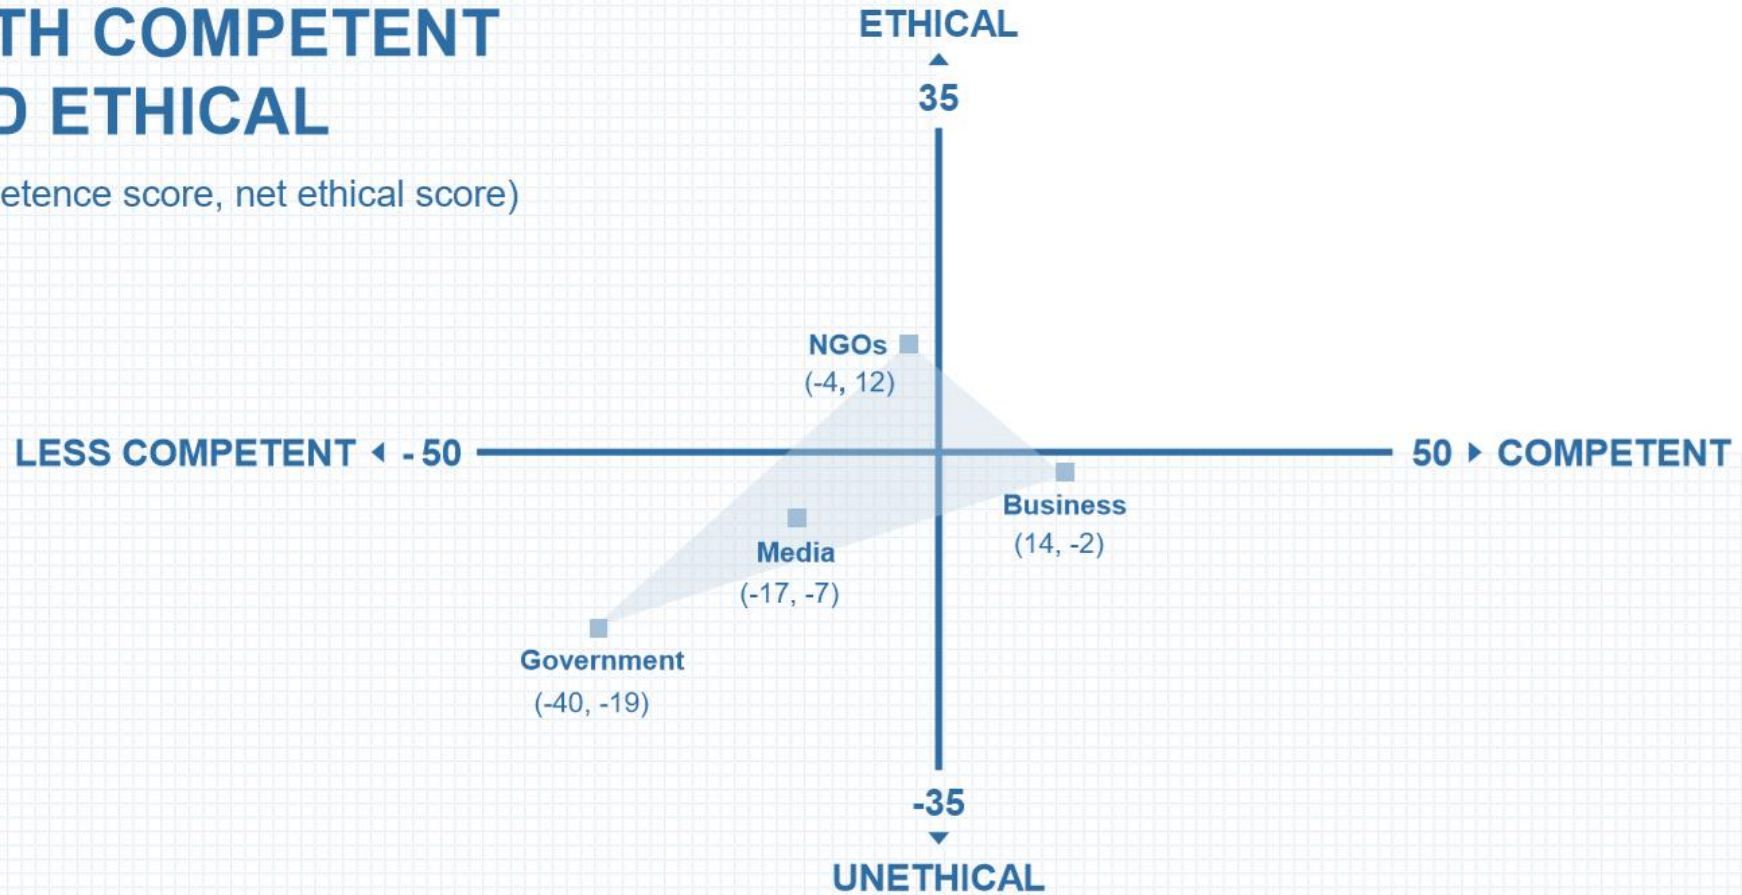 TH COMPETENT
D ETHICAL
etence score, net ethical score)
ETHICAL
35
NGOs
(-4, 12)
LESS COMPETENT ◂ - 50
50 ▸ COMPETENT
Business
(14, -2)
Media
(-17, -7)
Government
(-40, -19)
-35
UNETHICAL